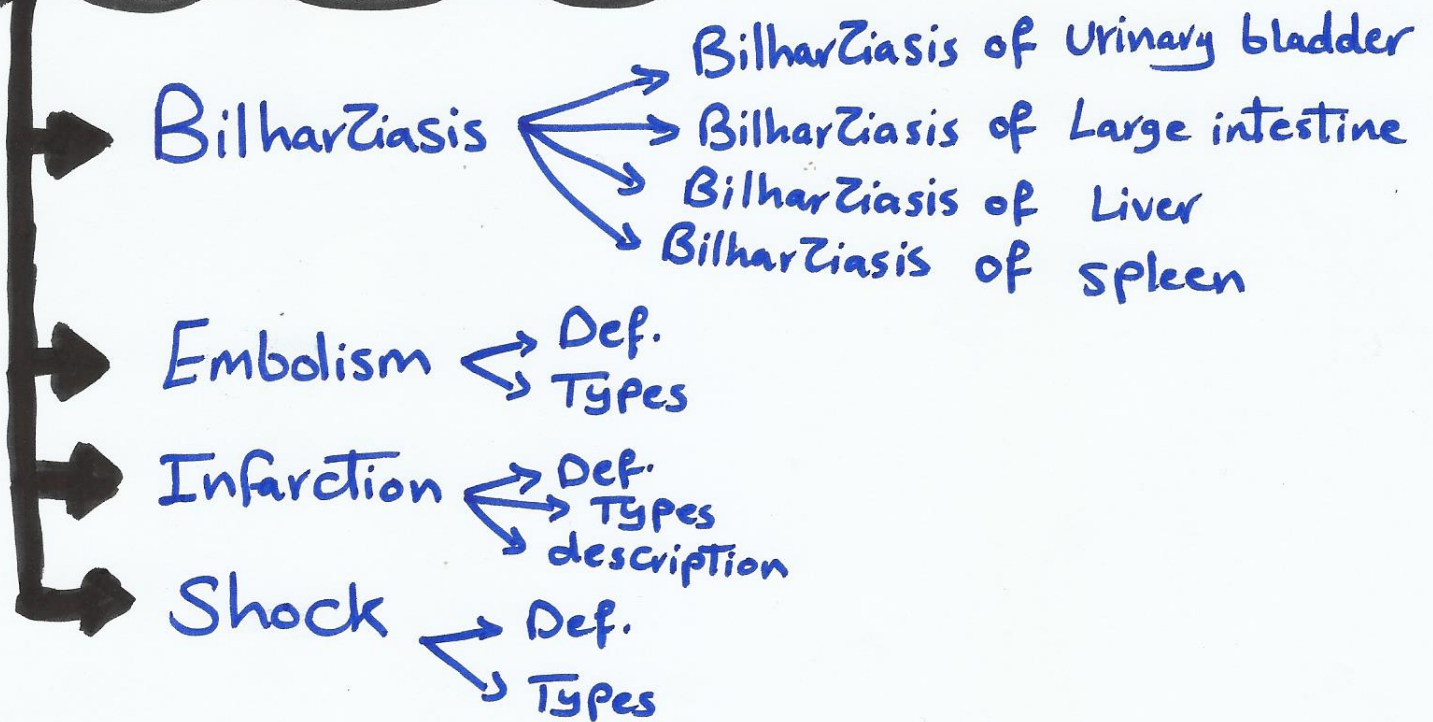 Bilharziasis
Bilharziasis of Urinary bladder
Bilharziasis of Large intestine
Bilharziasis of Liver
Bilharziasis of spleen
Embolism
Def.
Types
Infarction
Def.
Types
description
Shock
Def.
Types